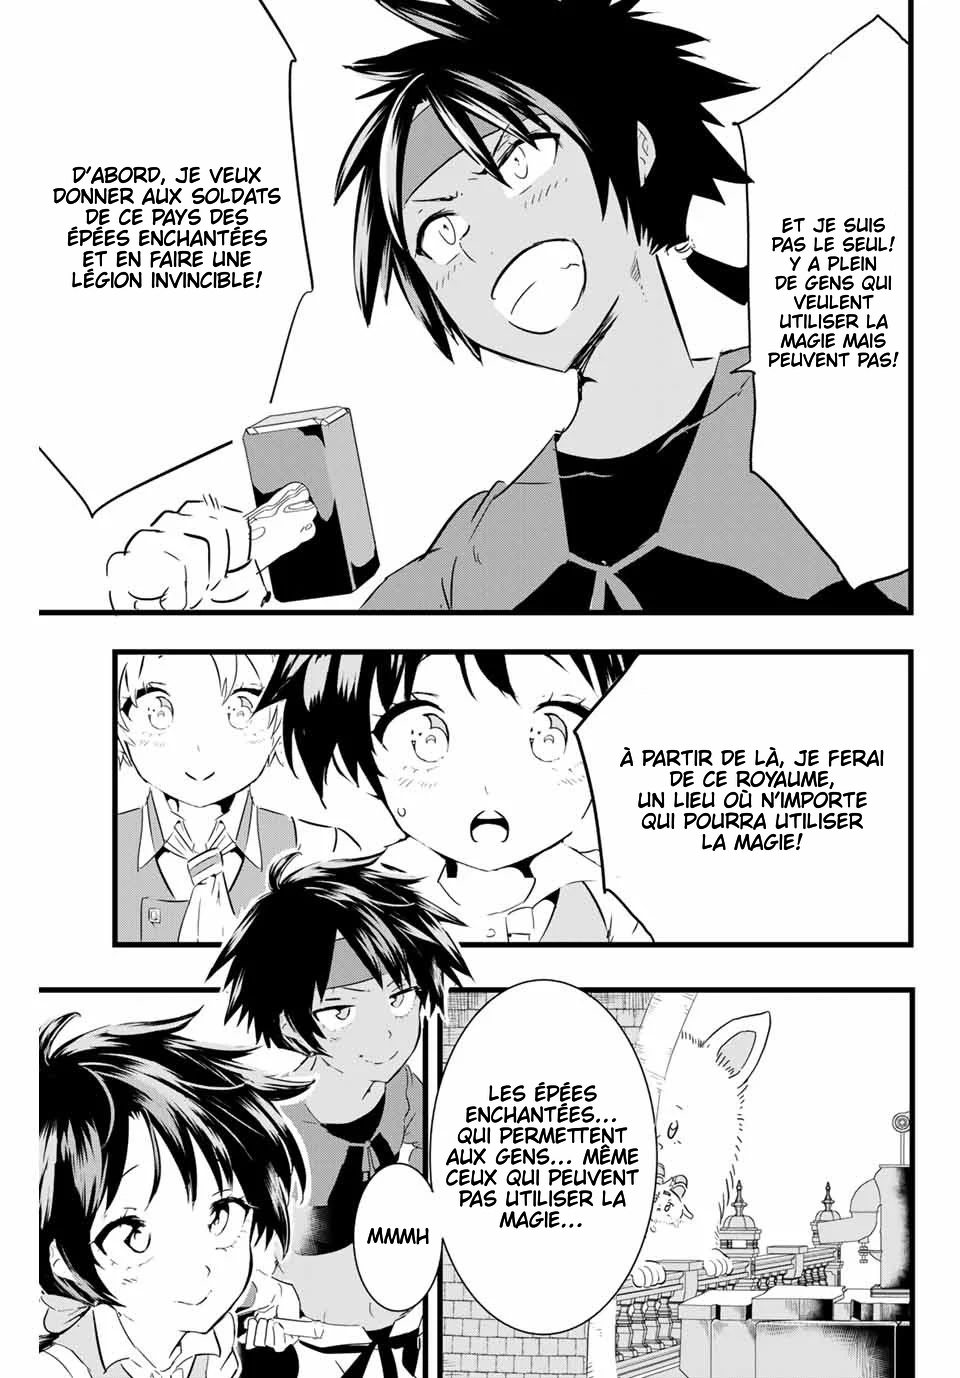 ET JE SUIS
PAS LE SEUL!
Y A PLEIN
DE GENS QUI
VEULENT
UTILISER LA
MAGIE MAIS
PEUVENT PAS!
D'ABORD, JE VEUX
DONNER AUX SOLDATS
DE CE PAYS DES
ÉPÉES ENCHANTÉES
ET EN FAIRE UNE
LÉGION INVINCIBLE!
À PARTIR DE LÀ, JE FERAI
DE CE ROYAUME,
UN LIEU OÙ N'IMPORTE
QUI POURRA UTILISER
LA MAGIE!
LES ÉPÉES
ENCHANTÉES...
QUI PERMETTENT
AUX GENS... MÊME
CEUX QUI PEUVENT
PAS UTILISER LA
MAGIE...
MMMH